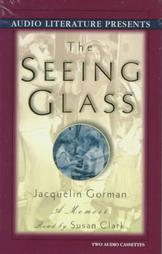 AUDIO LITERATURE PRESENTS
The
SEEING
GLASS
Jacquelin Gorman
A Memoir
Read by Susan Clark
TWO AUDIO CASSETTES